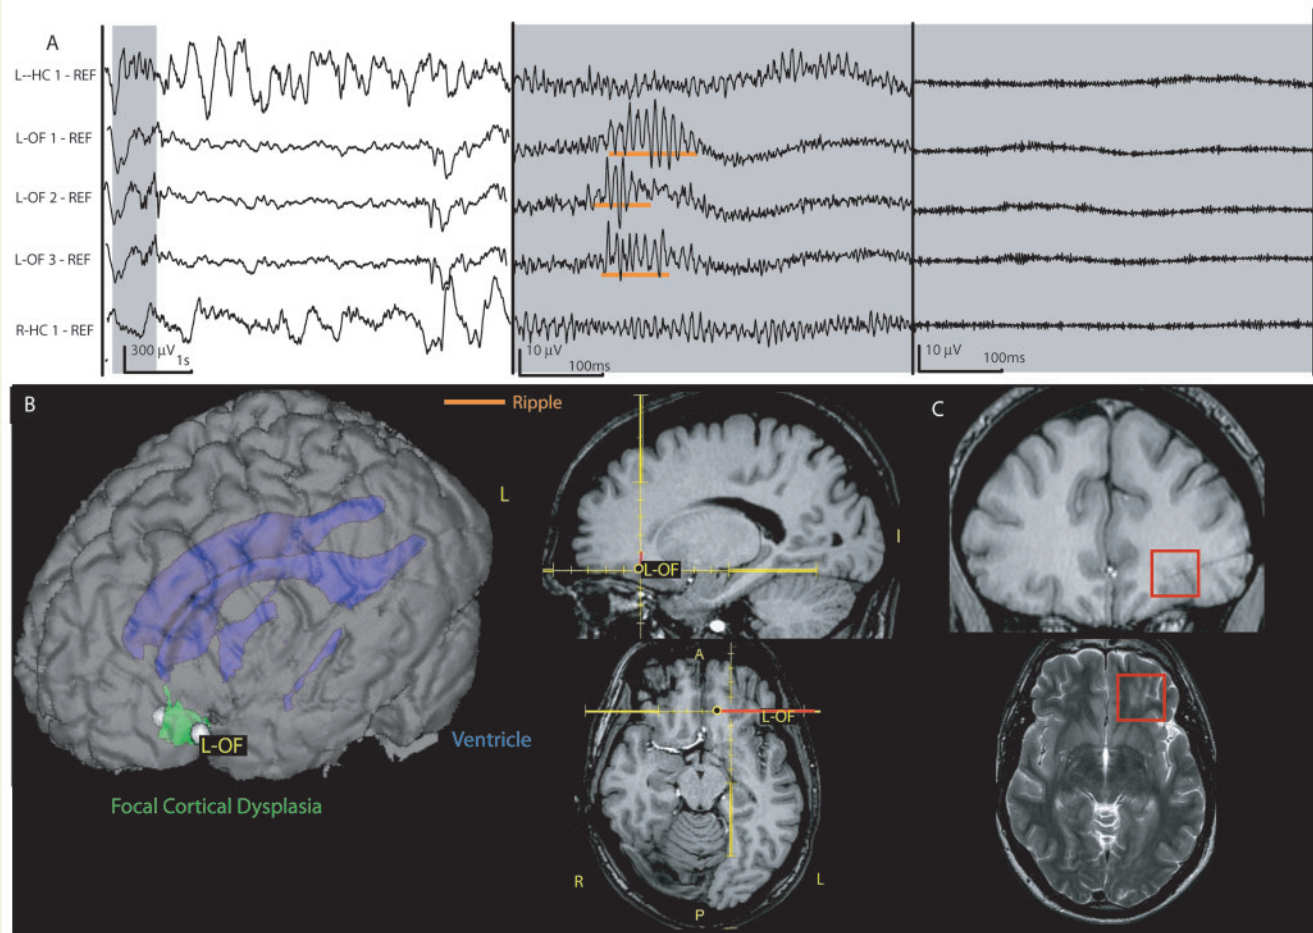 A
L--HC 1 - REF
L-OF 1 - REF
L-OF 2 - REF
L-OF 3 - REF
R-HC 1 - REF
300 µV
1s
10 µV
100ms
10 µV
100ms
B
Ripple
C
L
L-OF
I
A
L-OF
L-OF
Ventricle
Focal Cortical Dysplasia
R
L
P